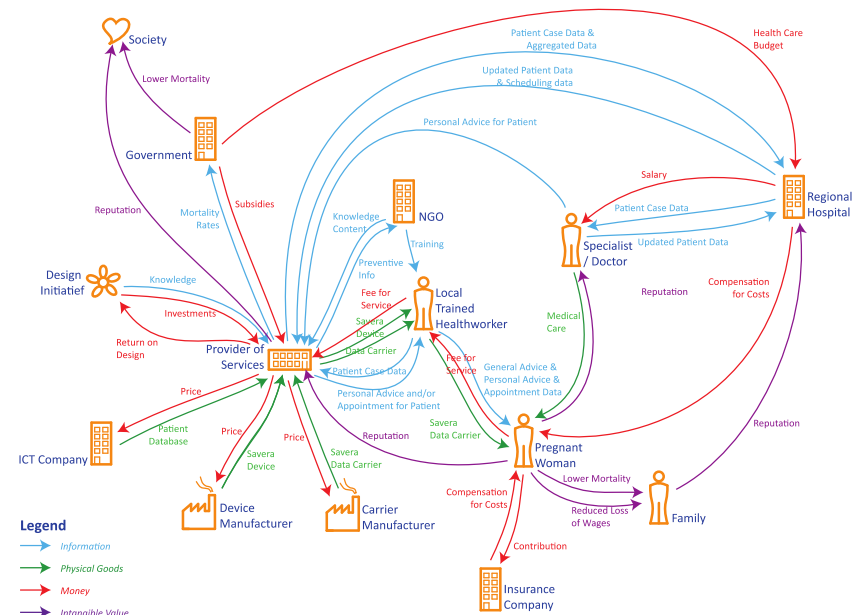 Patient Case Data &
Aggregated Data
Health Care
Budget
Society
Updated Patient Data
& Scheduling data
Lower Mortality
Personal Advice for Patient
Government
Salary
Regional
Hospital
Subsidies
Reputation
Mortality
Rates
Knowledge
Content
NGO
Patient Case Data
Training
Specialist
/ Doctor
Updated Patient Data
Preventive
Info
Design
Initiatief
Knowledge
Investments
Fee for
Service
Local
Trained
Healthworker
Reputation
Compensation
for Costs
Savera
Device
Medical
Care
Return on
Design
Provider of
Services
Data Carrier
Fee for
Service
Patient Case Data
General Advice &
Personal Advice &
Appointment Data
Price
Personal Advice and/or
Appointment for Patient
Patient
Database
Price
Price
Reputation
Savera
Data Carrier
Reputation
ICT Company
Savera
Device
Savera
Data Carrier
Pregnant
Woman
Lower Mortality
Compensation
for Costs
Reduced Loss
of Wages
Family
Device
Manufacturer
Carrier
Manufacturer
Legend
Information
Physical Goods
Money
Intangible Value
Contribution
Insurance
Company